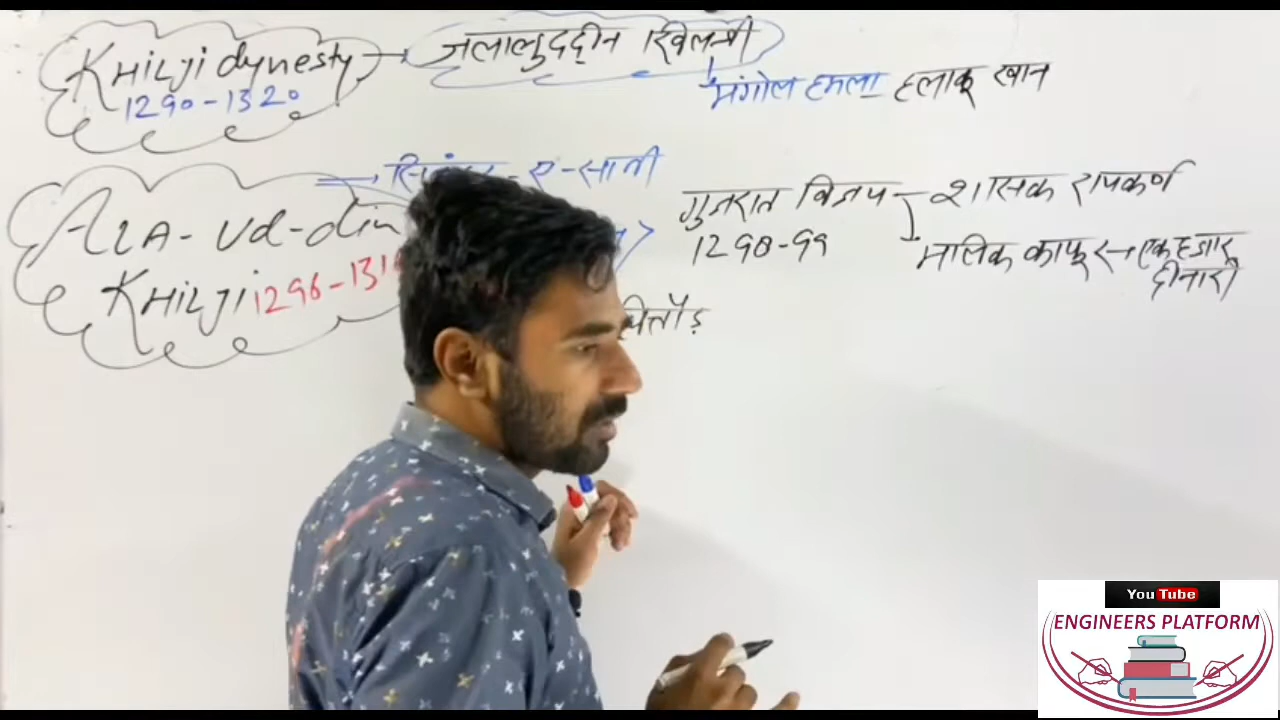 KHiLJi dynesty → जलालुद्दीन खिलजी
1290-1320
मंगोल हमला हलाकू खान
→ सि - ए - सानी
ALA-Ud-din
KHiLJi 1296-131
गुजरात विजय शासक रायकर्ण
1298-99
मालिक काफूर → एक हजार
दीनारी
चित्तौड़
You Tube
ENGINEERS PLATFORM